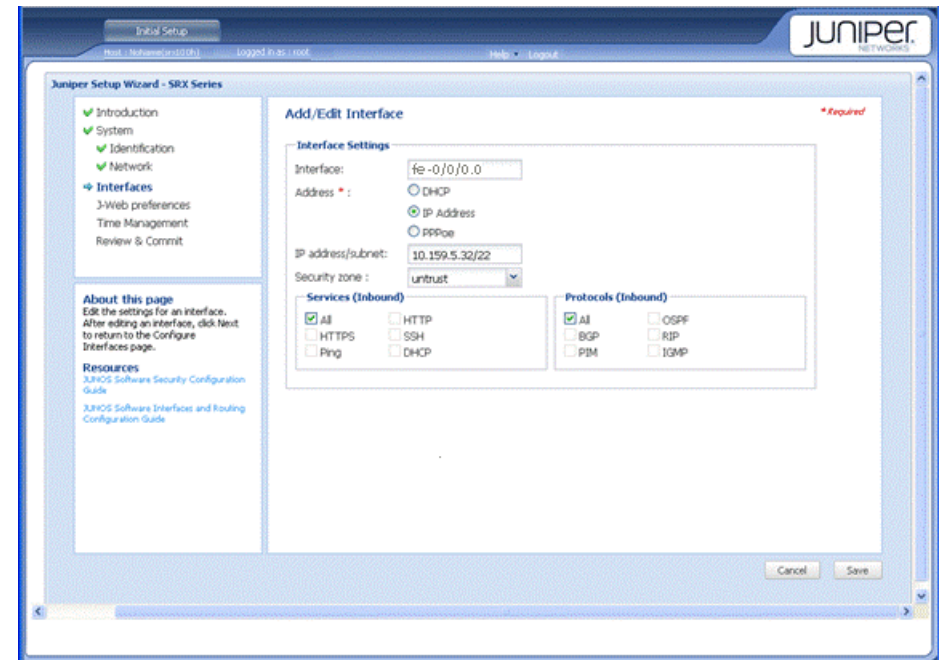 Initial Setup
JUNIPEr
NETWORKS
Host : NoName(srx100h) Logged in as : root Help Logout
Juniper Setup Wizard - SRX Series
Introduction
System
Identification
Network
Interfaces
J-Web preferences
Time Management
Review & Commit
About this page
Edit the settings for an interface.
After editing an interface, click Next
to return to the Configure
Interfaces page.
Resources
JUNOS Software Security Configuration
Guide
JUNOS Software Interfaces and Routing
Configuration Guide
Add/Edit Interface
* Required
Interface Settings
Interface: fe-0/0/0.0
Address * : DHCP
IP Address
PPPoe
IP address/subnet: 10.159.5.32/22
Security zone : untrust
Services (Inbound)
All HTTP
HTTPS SSH
Ping DHCP
Protocols (Inbound)
All OSPF
BGP RIP
PIM IGMP
Cancel Save